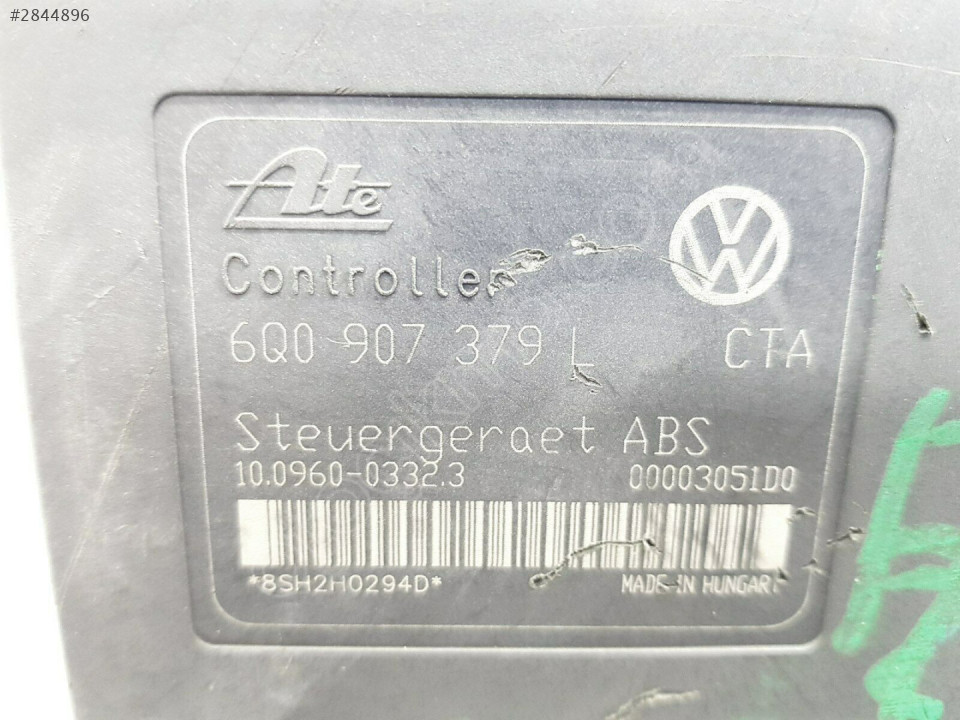 #2844896
Ate
Controller
6Q0 907 379 L CTA
Steuergeraet ABS
10.0960-0332.3 00003051D0
*8SH2H0294D* MADE IN HUNGARY